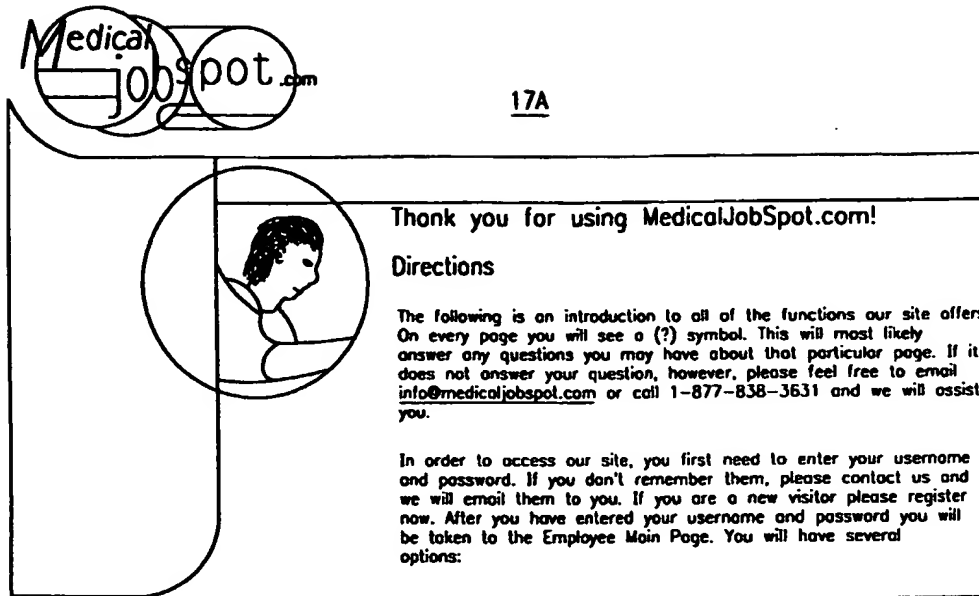 Medical
jobspot.com
17A
Thank you for using MedicalJobSpot.com!
Directions
The following is an introduction to all of the functions our site offers
On every page you will see a (?) symbol. This will most likely
answer any questions you may have about that particular page. If it
does not answer your question, however, please feel free to email
info@medicaljobspot.com or call 1-877-838-3631 and we will assist
you.
In order to access our site, you first need to enter your username
and password. If you don't remember them, please contact us and
we will email them to you. If you are a new visitor please register
now. After you have entered your username and password you will
be taken to the Employee Main Page. You will have several
options: